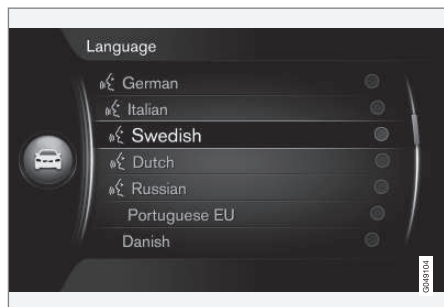 Language
German
Italian
Swedish
Dutch
Russian
Portuguese EU
Danish
G049104